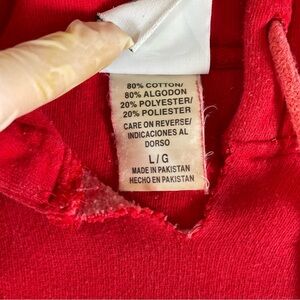 80% COTTON/
80% ALGODON
20% POLYESTER/
20% POLIESTER
CARE ON REVERSE/
INDICACIONES AL
DORSO
L/G
MADE IN PAKISTAN
HECHO EN PAKISTAN